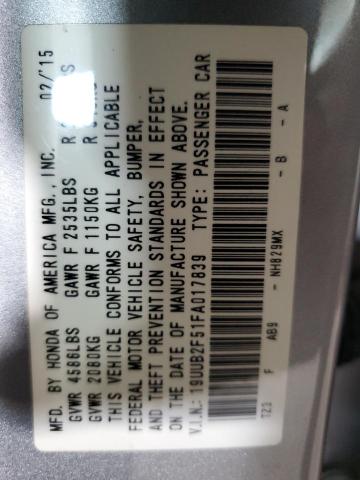 MFD. BY HONDA OF AMERICA MFG., INC. 02/'15
GVWR 4586LBS GAWR F 2535LBS R
GVWR 2080KG GAWR F 1150KG R
THIS VEHICLE CONFORMS TO ALL APPLICABLE
FEDERAL MOTOR VEHICLE SAFETY, BUMPER,
AND THEFT PREVENTION STANDARDS IN EFFECT
ON THE DATE OF MANUFACTURE SHOWN ABOVE.
V.I.N.: 19UUB2F51FA017839 TYPE: PASSENGER CAR
TZ3 F AB9 - NH829MX - B - A